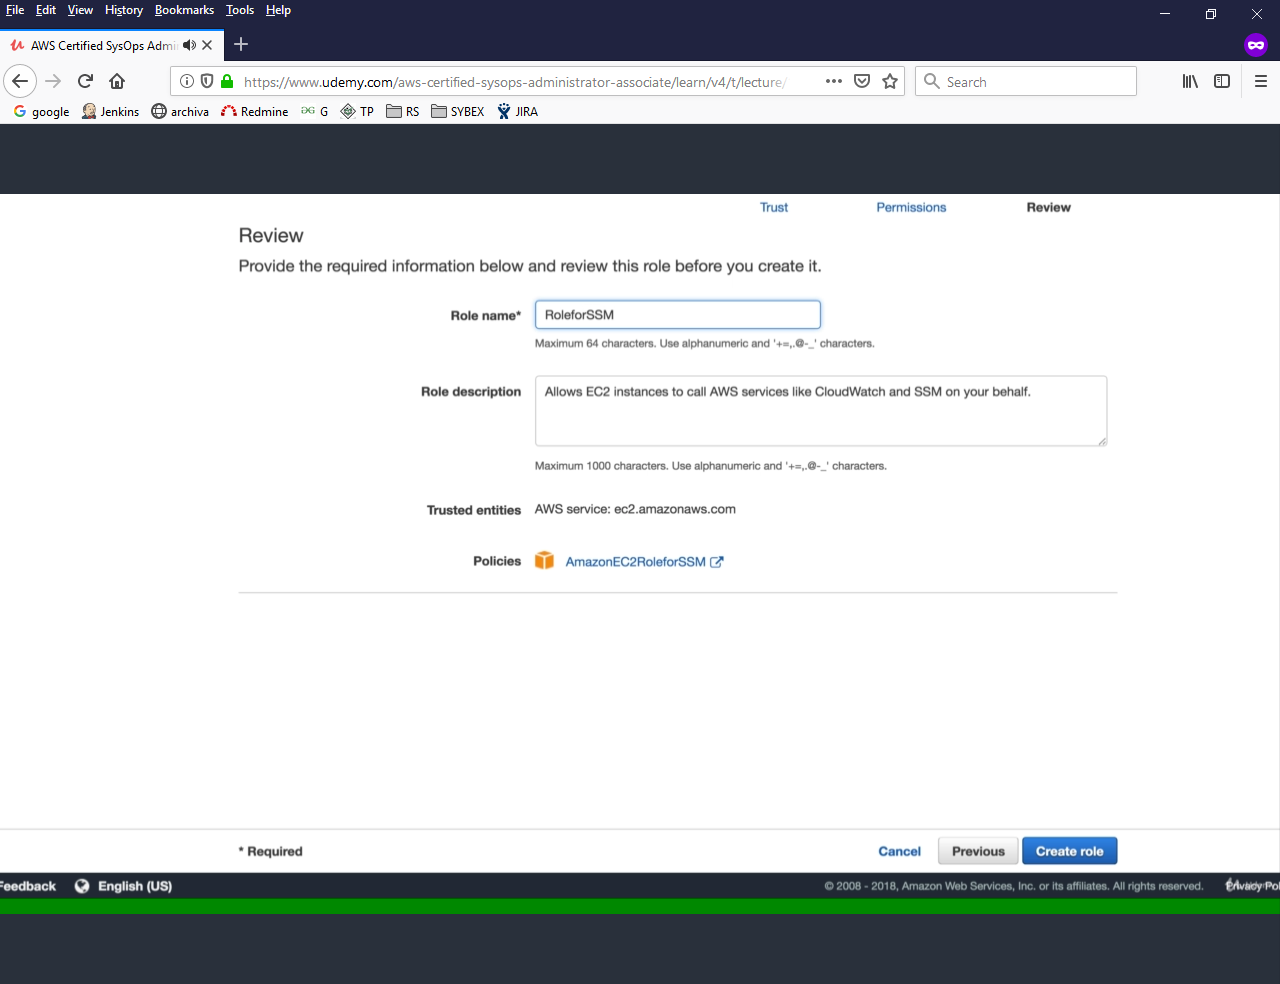 File Edit View History Bookmarks Tools Help
AWS Certified SysOps Admi
https://www.udemy.com/aws-certified-sysops-administrator-associate/learn/v4/t/lecture/
Search
google Jenkins archiva Redmine G TP RS SYBEX JIRA
Trust Permissions Review
Review
Provide the required information below and review this role before you create it.
Role name* RoleforSSM
Maximum 64 characters. Use alphanumeric and '+=,.@-_' characters.
Role description Allows EC2 instances to call AWS services like CloudWatch and SSM on your behalf.
Maximum 1000 characters. Use alphanumeric and '+=,.@-_' characters.
Trusted entities AWS service: ec2.amazonaws.com
Policies AmazonEC2RoleforSSM
* Required Cancel Previous Create role
Feedback English (US) © 2008 - 2018, Amazon Web Services, Inc. or its affiliates. All rights reserved. Privacy Pol